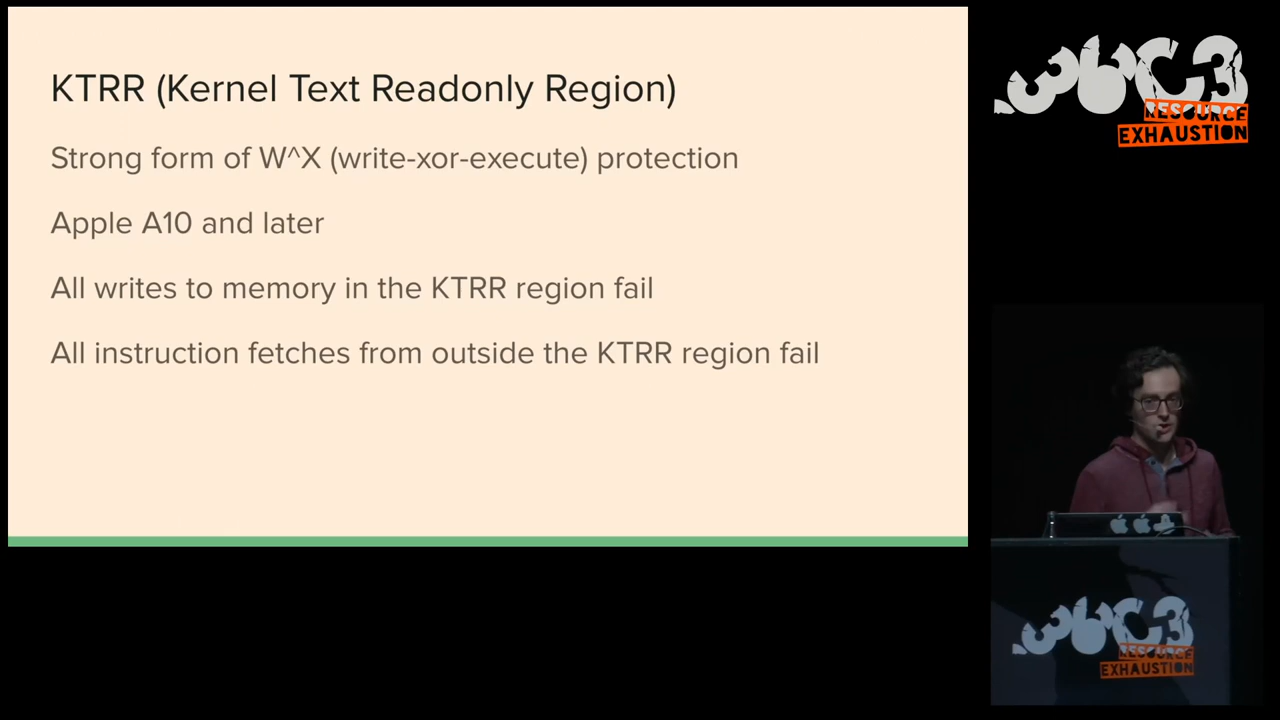 KTRR (Kernel Text Readonly Region)
Strong form of W^X (write-xor-execute) protection
Apple A10 and later
All writes to memory in the KTRR region fail
All instruction fetches from outside the KTRR region fail
36C3
RESOURCE
EXHAUSTION
36C3
RESOURCE
EXHAUSTION